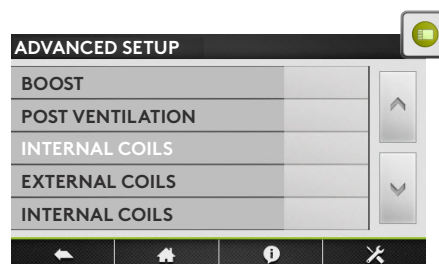 ADVANCED SETUP
BOOST
POST VENTILATION
INTERNAL COILS
EXTERNAL COILS
INTERNAL COILS